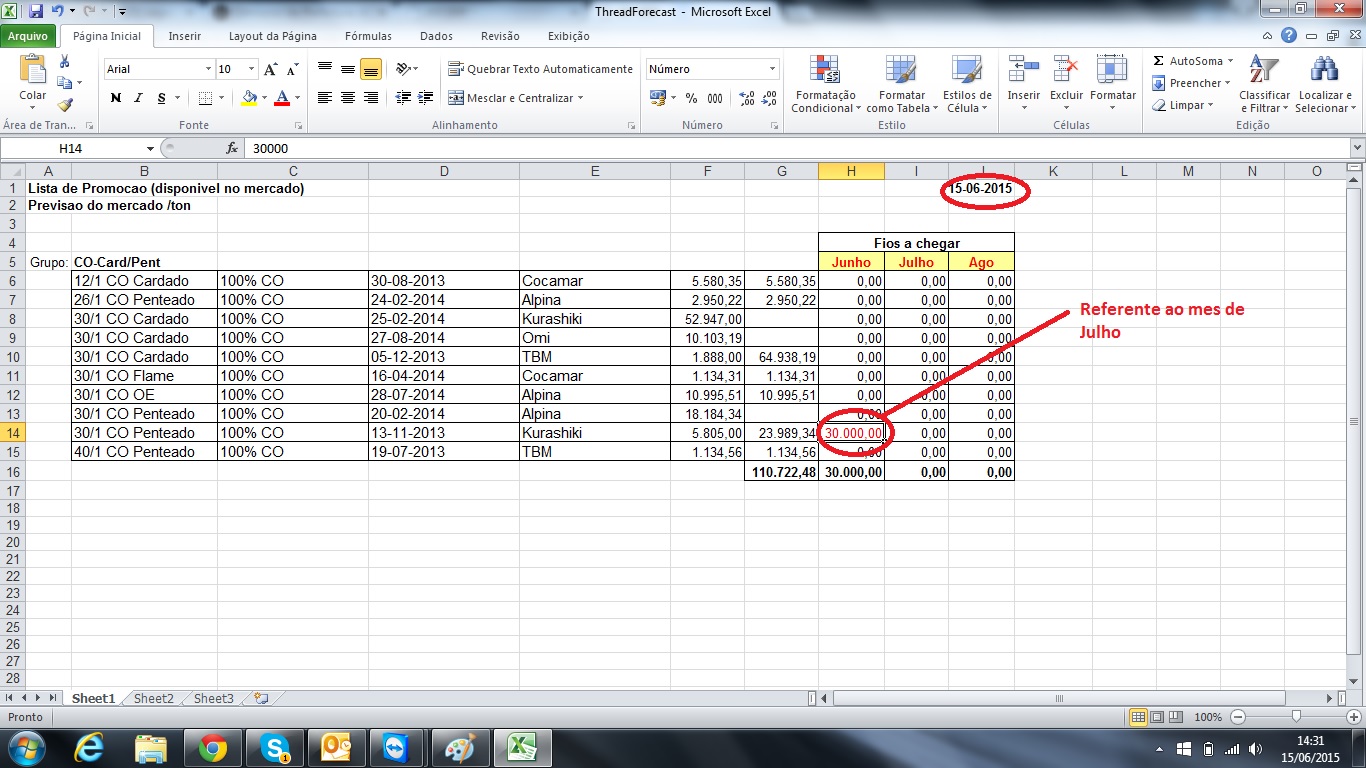 ThreadForecast - Microsoft Excel
Arquivo Página Inicial Inserir Layout da Página Fórmulas Dados Revisão Exibição
Colar
Arial 10
Quebrar Texto Automaticamente
Número
N I S
Mesclar e Centralizar
% 000
Formatação Condicional
Formatar como Tabela
Estilos de Célula
Inserir Excluir Formatar
Σ AutoSoma
Preencher
Limpar
Classificar e Filtrar
Localizar e Selecionar
Área de Tran... Fonte Alinhamento Número Estilo Células Edição
H14 fx 30000
A B C D E F G H I J K L M N O
1 Lista de Promocao (disponivel no mercado) 15-06-2015
2 Previsao do mercado /ton
3
4 Fios a chegar
5 Grupo: CO-Card/Pent Junho Julho Ago
6 12/1 CO Cardado 100% CO 30-08-2013 Cocamar 5.580,35 5.580,35 0,00 0,00 0,00
7 26/1 CO Penteado 100% CO 24-02-2014 Alpina 2.950,22 2.950,22 0,00 0,00 0,00
8 30/1 CO Cardado 100% CO 25-02-2014 Kurashiki 52.947,00 0,00 0,00 0,00
9 30/1 CO Cardado 100% CO 27-08-2014 Omi 10.103,19 0,00 0,00 0,00
10 30/1 CO Cardado 100% CO 05-12-2013 TBM 1.888,00 64.938,19 0,00 0,00 0,00
11 30/1 CO Flame 100% CO 16-04-2014 Cocamar 1.134,31 1.134,31 0,00 0,00 0,00
12 30/1 CO OE 100% CO 28-07-2014 Alpina 10.995,51 10.995,51 0,00 0,00 0,00
13 30/1 CO Penteado 100% CO 20-02-2014 Alpina 18.184,34 0,00 0,00 0,00
14 30/1 CO Penteado 100% CO 13-11-2013 Kurashiki 5.805,00 23.989,34 30.000,00 0,00 0,00
15 40/1 CO Penteado 100% CO 19-07-2013 TBM 1.134,56 1.134,56 0,00 0,00 0,00
16 110.722,48 30.000,00 0,00 0,00
Referente ao mes de
Julho
17
18
19
20
21
22
23
24
25
26
27
28
Sheet1 Sheet2 Sheet3
Pronto 100%
1
14:31
15/06/2015